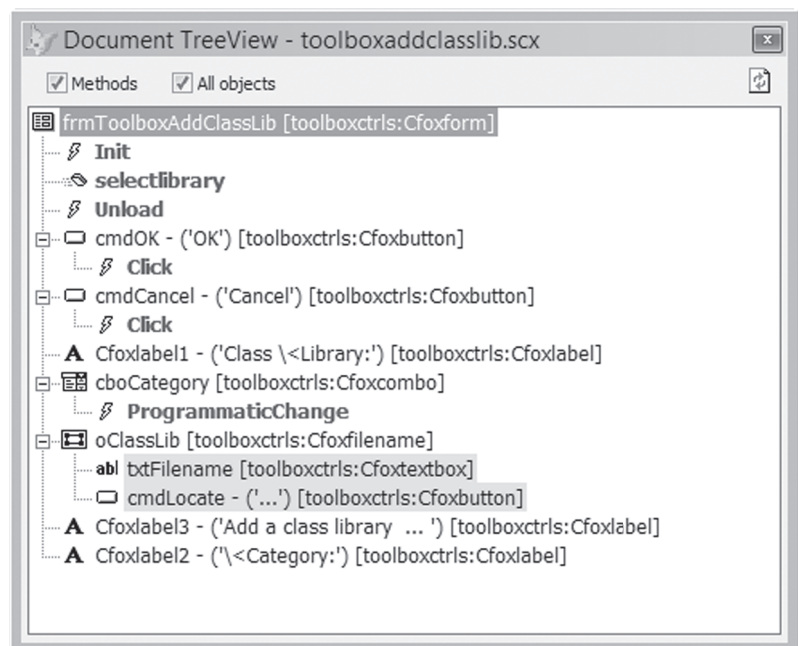 Document TreeView - toolboxaddclasslib.scx
Methods All objects
frmToolboxAddClassLib [toolboxctrls:Cfoxform]
Init
selectlibrary
Unload
cmdOK - ('OK') [toolboxctrls:Cfoxbutton]
Click
cmdCancel - ('Cancel') [toolboxctrls:Cfoxbutton]
Click
A Cfoxlabel1 - ('Class \<Library:') [toolboxctrls:Cfoxlabel]
cboCategory [toolboxctrls:Cfoxcombo]
ProgrammaticChange
oClassLib [toolboxctrls:Cfoxfilename]
abl txtFilename [toolboxctrls:Cfoxtextbox]
cmdLocate - ('...') [toolboxctrls:Cfoxbutton]
A Cfoxlabel3 - ('Add a class library ... ') [toolboxctrls:Cfoxlabel]
A Cfoxlabel2 - ('\<Category:') [toolboxctrls:Cfoxlabel]